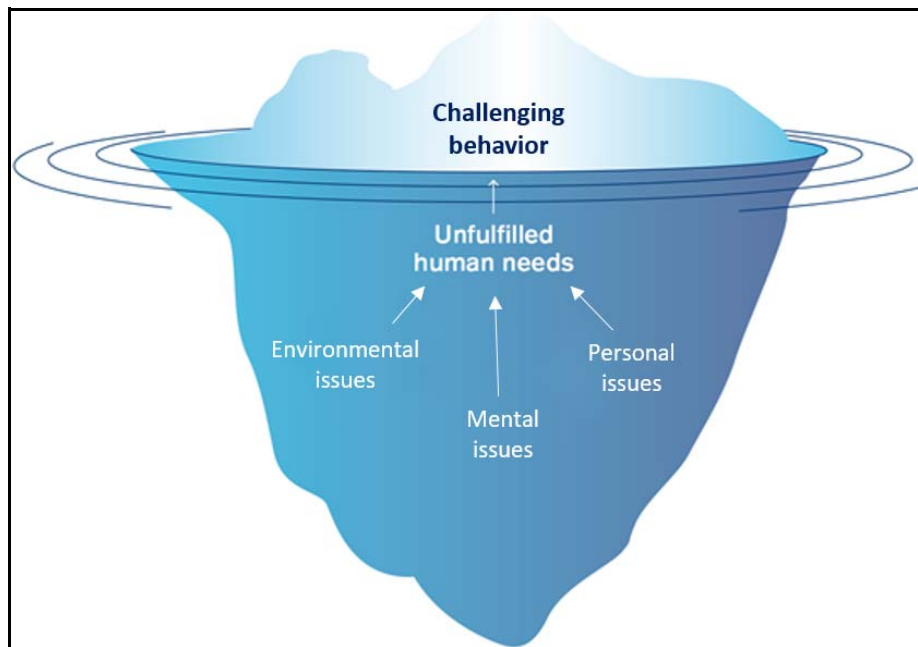 Challenging
behavior
Unfulfilled
human needs
Environmental
issues
Personal
issues
Mental
issues